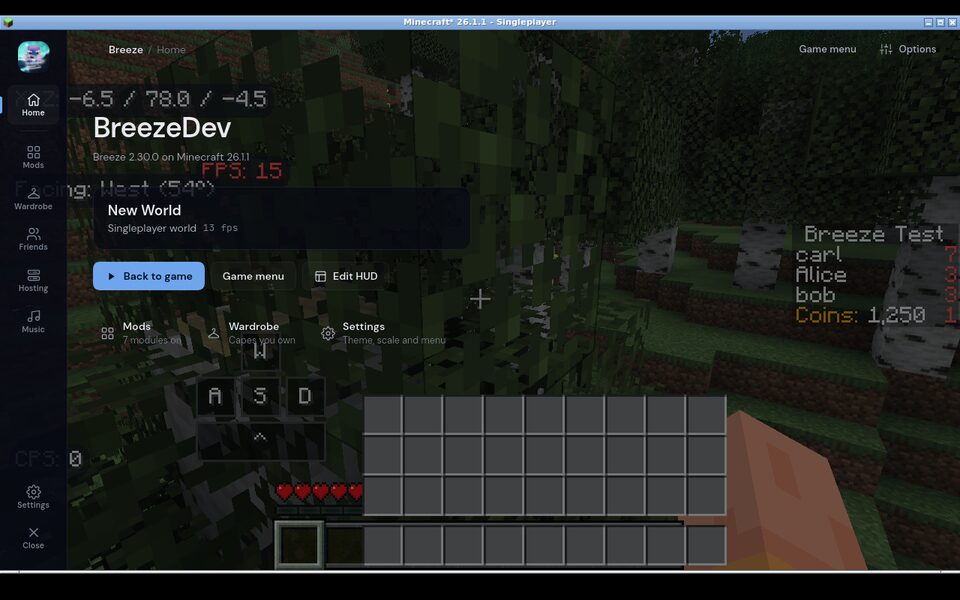 Minecraft* 26.1.1 - Singleplayer
Breeze / Home
Game menu
Options
Home
-6.5 / 78.0 / -4.5
BreezeDev
Breeze 2.30.0 on Minecraft 26.1.1
FPS: 15
Mods
Facing: West (54°)
Wardrobe
New World
Singleplayer world 13 fps
Friends
Breeze Test
carl 7
Alice 3
bob 3
Coins: 1,250 1
Back to game
Game menu
Edit HUD
Hosting
Music
Mods
7 modules on
Wardrobe
Capes you own
Settings
Theme, scale and menu
W
A S D
^
CPS: 0
Settings
Close